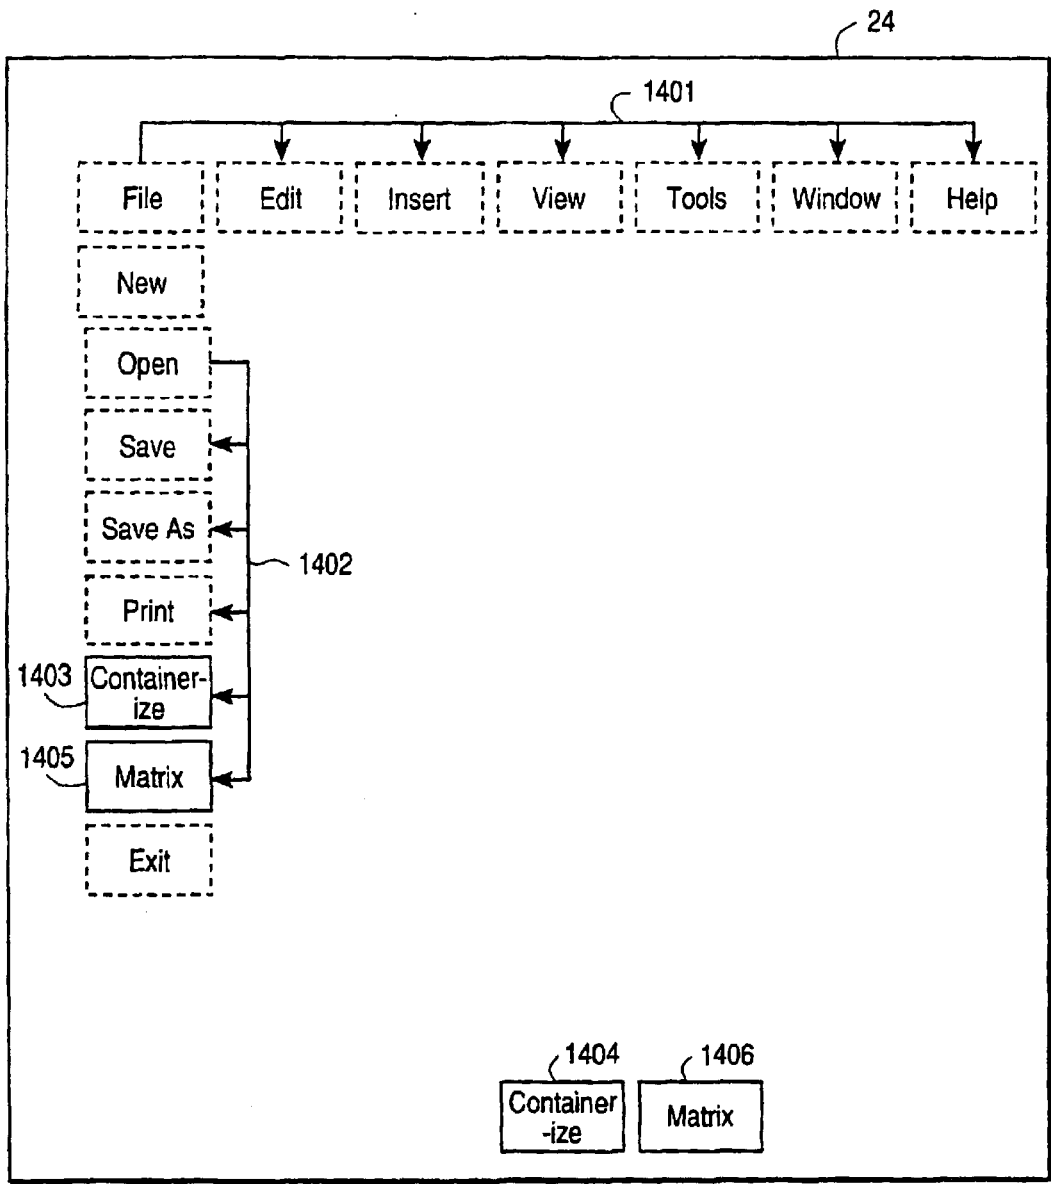 24
1401
File Edit Insert View Tools Window Help
New
Open
Save
Save As
1402
Print
1403
Container-
ize
1405
Matrix
Exit
1404 1406
Container
-ize
Matrix